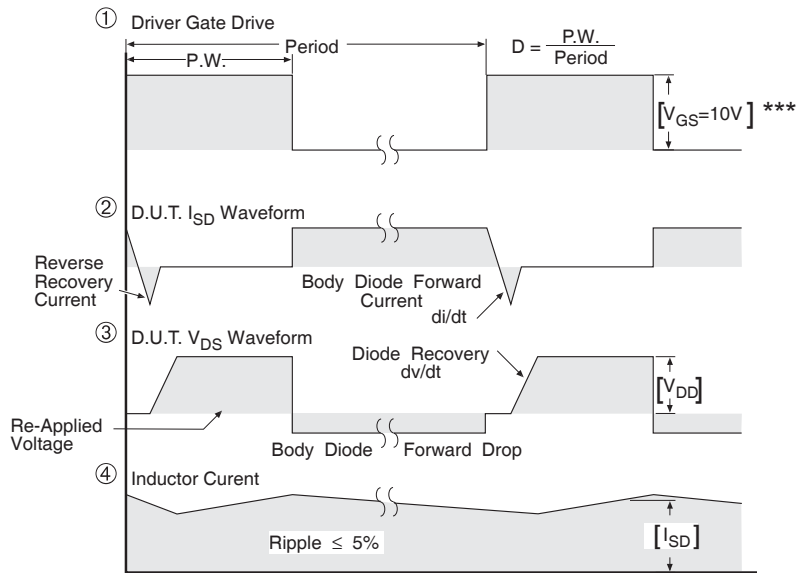 ① Driver Gate Drive
P.W.
Period
D = P.W.
Period
[VGS=10V] ***
② D.U.T. ISD Waveform
Reverse
Recovery
Current
Body Diode Forward
Current
di/dt
③ D.U.T. VDS Waveform
Diode Recovery
dv/dt
[VDD]
Re-Applied
Voltage
Body Diode Forward Drop
④ Inductor Curent
Ripple ≤ 5%
[ISD]